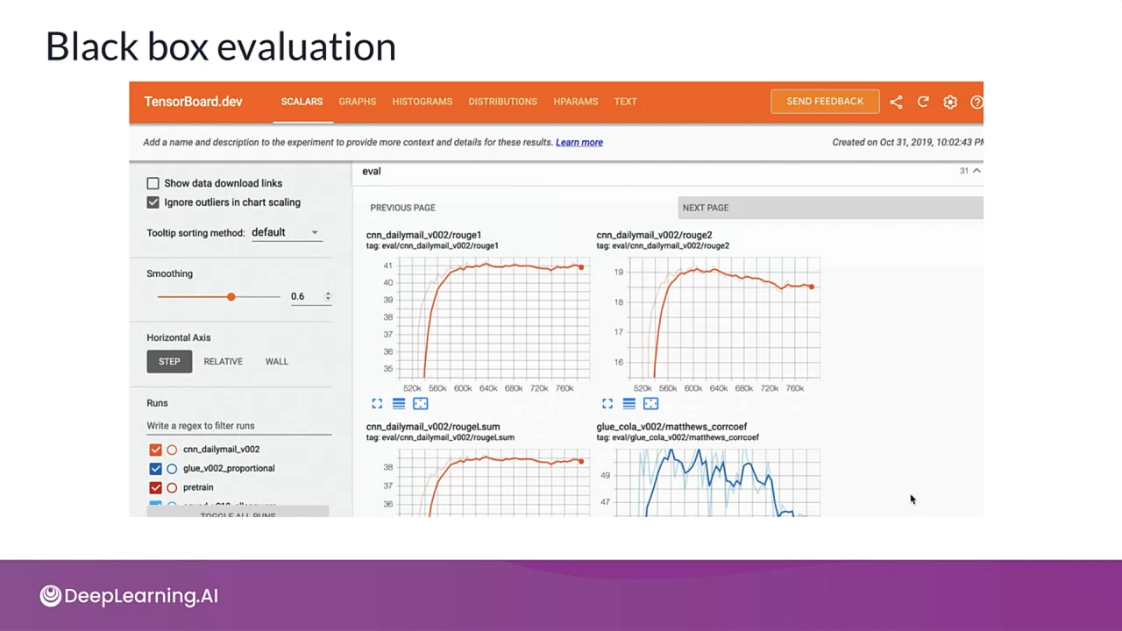 Black box evaluation
TensorBoard.dev
SCALARS GRAPHS HISTOGRAMS DISTRIBUTIONS HPARAMS TEXT
SEND FEEDBACK
Add a name and description to the experiment to provide more context and details for these results. Learn more
Created on Oct 31, 2019, 10:02:43 PM
Show data download links
Ignore outliers in chart scaling
Tooltip sorting method: default
Smoothing
0.6
Horizontal Axis
STEP RELATIVE WALL
Runs
Write a regex to filter runs
cnn_dailymail_v002
glue_v002_proportional
pretrain
TOGGLE ALL RUNS
eval
31
PREVIOUS PAGE
NEXT PAGE
cnn_dailymail_v002/rouge1
tag: eval/cnn_dailymail_v002/rouge1
41
40
39
38
37
36
35
520k 560k 600k 640k 680k 720k 760k
cnn_dailymail_v002/rouge2
tag: eval/cnn_dailymail_v002/rouge2
19
18
17
16
520k 560k 600k 640k 680k 720k 760k
cnn_dailymail_v002/rougeLsum
tag: eval/cnn_dailymail_v002/rougeLsum
38
37
36
glue_cola_v002/matthews_corrcoef
tag: eval/glue_cola_v002/matthews_corrcoef
49
47
DeepLearning.AI